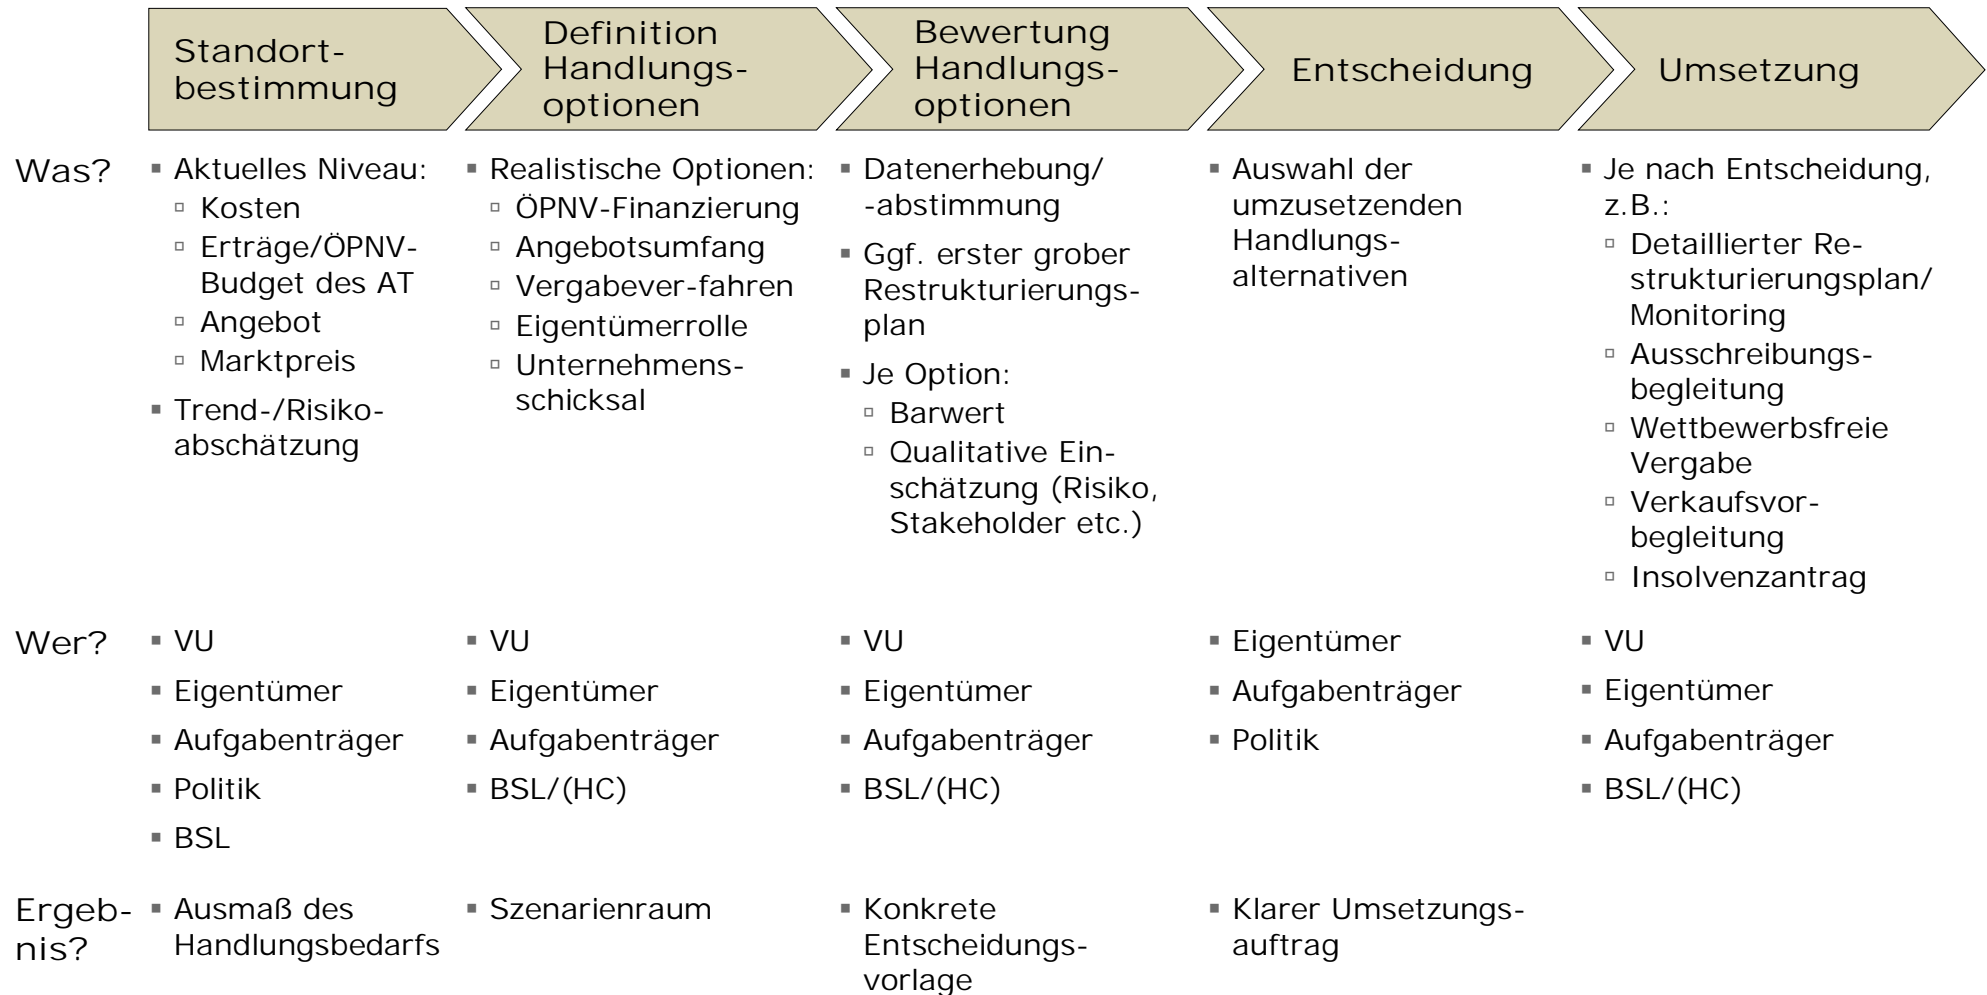 Standort-
bestimmung
Definition
Handlungs-
optionen
Bewertung
Handlungs-
optionen
Entscheidung
Umsetzung
Was?
▪ Aktuelles Niveau:
▫ Kosten
▫ Erträge/ÖPNV-
Budget des AT
▫ Angebot
▫ Marktpreis
▪ Trend-/Risiko-
abschätzung
▪ Realistische Optionen:
▫ ÖPNV-Finanzierung
▫ Angebotsumfang
▫ Vergabever-fahren
▫ Eigentümerrolle
▫ Unternehmens-
schicksal
▪ Datenerhebung/
-abstimmung
▪ Ggf. erster grober
Restrukturierungs-
plan
▪ Je Option:
▫ Barwert
▫ Qualitative Ein-
schätzung (Risiko,
Stakeholder etc.)
▪ Auswahl der
umzusetzenden
Handlungs-
alternativen
▪ Je nach Entscheidung,
z.B.:
▫ Detaillierter Re-
strukturierungsplan/
Monitoring
▫ Ausschreibungs-
begleitung
▫ Wettbewerbsfreie
Vergabe
▫ Verkaufsvor-
begleitung
▫ Insolvenzantrag
Wer?
▪ VU
▪ Eigentümer
▪ Aufgabenträger
▪ Politik
▪ BSL
▪ VU
▪ Eigentümer
▪ Aufgabenträger
▪ BSL/(HC)
▪ VU
▪ Eigentümer
▪ Aufgabenträger
▪ BSL/(HC)
▪ Eigentümer
▪ Aufgabenträger
▪ Politik
▪ VU
▪ Eigentümer
▪ Aufgabenträger
▪ BSL/(HC)
Ergeb-
nis?
▪ Ausmaß des
Handlungsbedarfs
▪ Szenarienraum
▪ Konkrete
Entscheidungs-
vorlage
▪ Klarer Umsetzungs-
auftrag